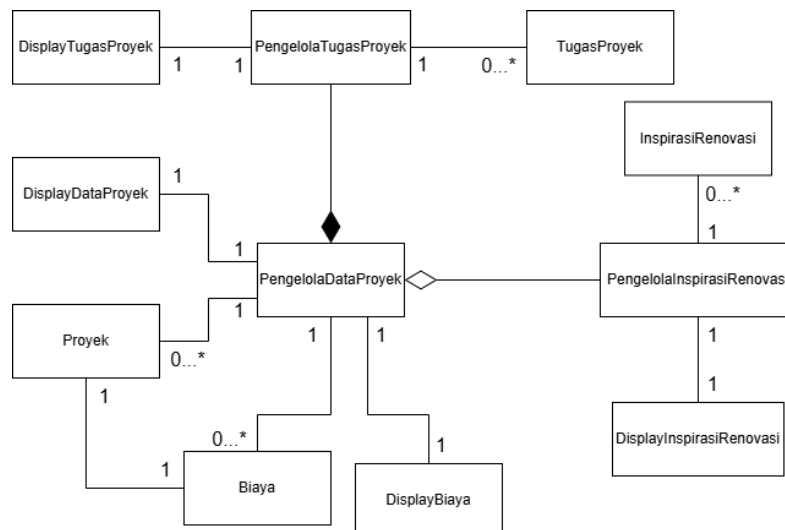 DisplayTugasProyek
1
1
PengelolaTugasProyek
1
0...*
TugasProyek
InspirasiRenovasi
0...*
1
DisplayDataProyek
1
1
PengelolaDataProyek
PengelolaInspirasiRenovasi
1
1
DisplayInspirasiRenovasi
Proyek
0...*
1
1
1
1
0...*
Biaya
1
1
DisplayBiaya